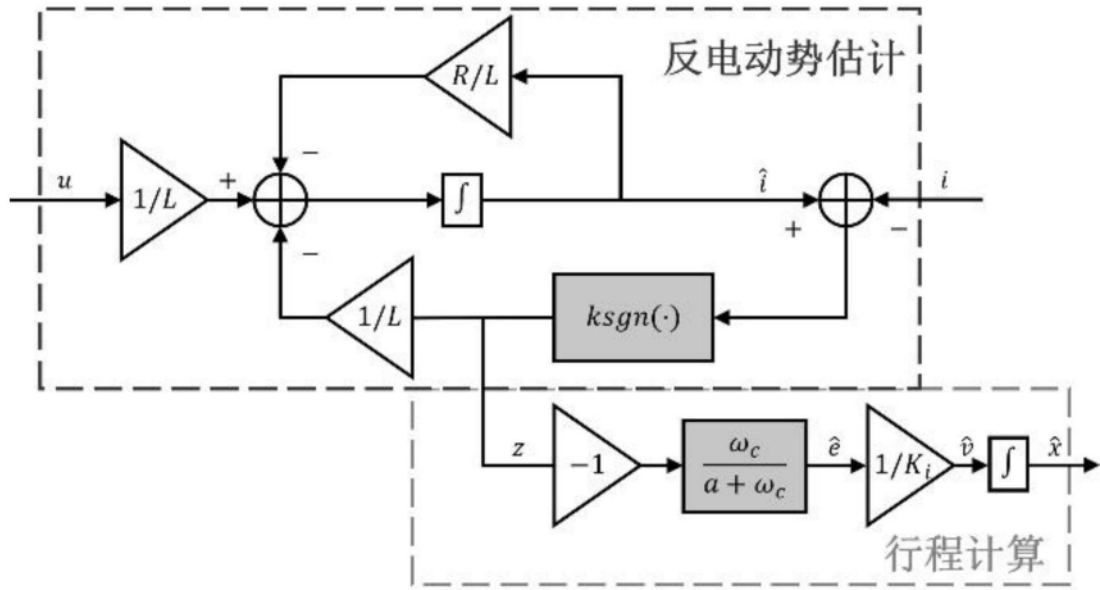 反电动势估计
R/L
−
u
1/L
+
∫
î
+
i
−
−
1/L
ksgn(·)
z
−1
ω_c
a + ω_c
ê
1/K_i
v̂
∫
x̂
行程计算